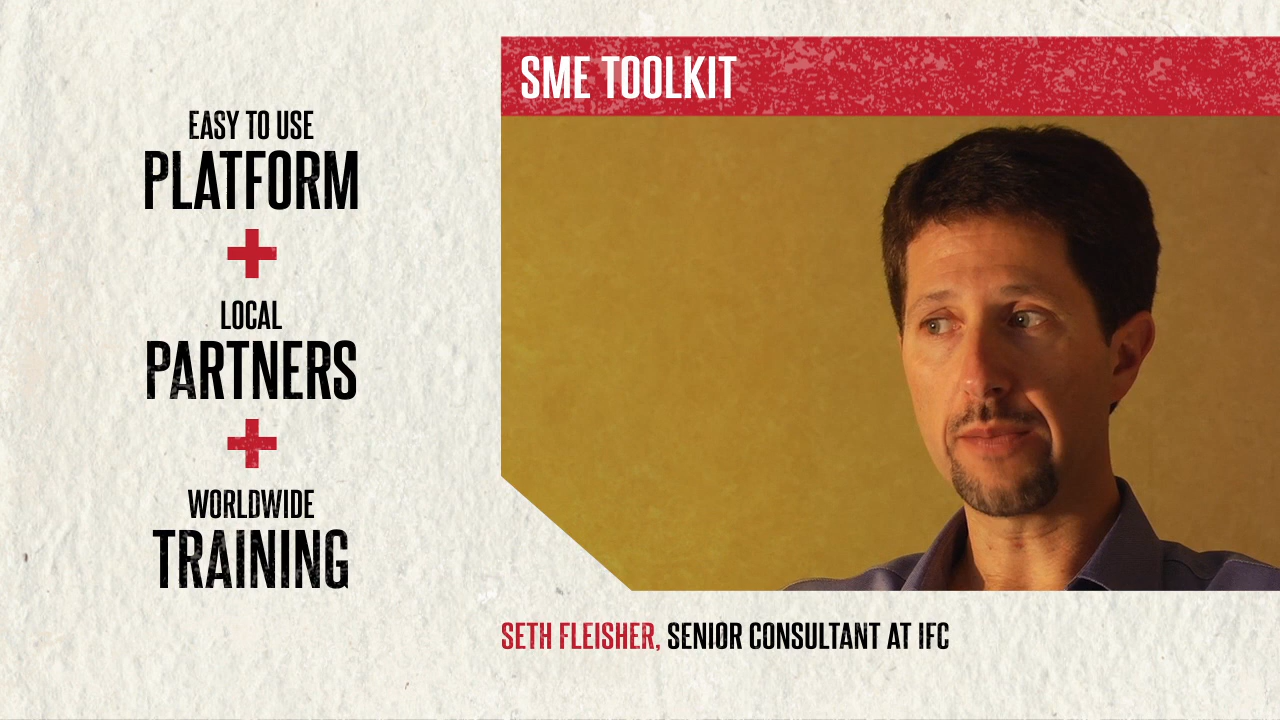 SME TOOLKIT
EASY TO USE
PLATFORM
+
LOCAL
PARTNERS
+
WORLDWIDE
TRAINING
SETH FLEISHER, SENIOR CONSULTANT AT IFC